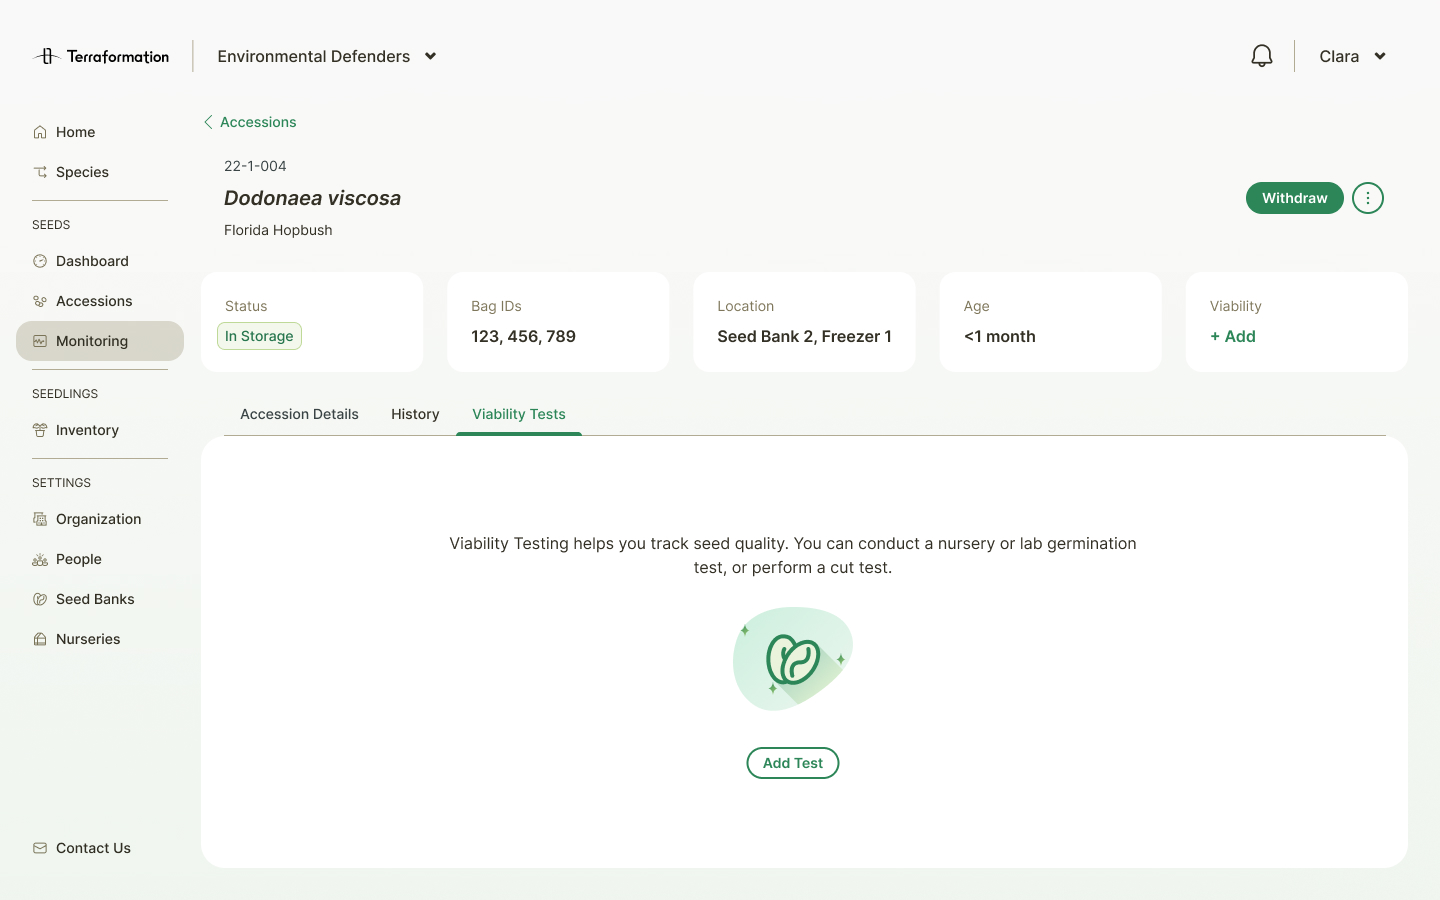 Terraformation
Environmental Defenders
Clara
Home
Species
SEEDS
Dashboard
Accessions
Monitoring
SEEDLINGS
Inventory
SETTINGS
Organization
People
Seed Banks
Nurseries
Contact Us
Accessions
22-1-004
Dodonaea viscosa
Florida Hopbush
Withdraw
Status
In Storage
Bag IDs
123, 456, 789
Location
Seed Bank 2, Freezer 1
Age
<1 month
Viability
+ Add
Accession Details
History
Viability Tests
Viability Testing helps you track seed quality. You can conduct a nursery or lab germination
test, or perform a cut test.
Add Test